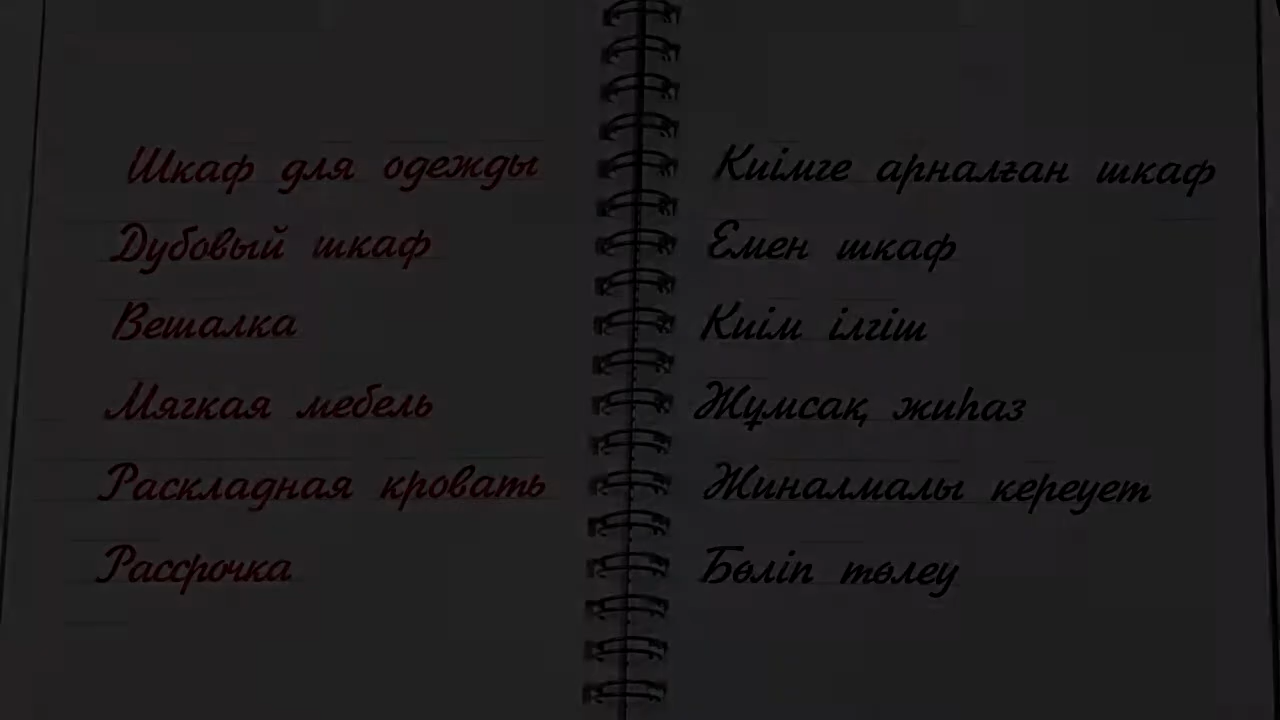 Шкаф для одежды
Дубовый шкаф
Вешалка
Мягкая мебель
Раскладная кровать
Рассрочка
Киімге арналған шкаф
Емен шкаф
Киім ілгіш
Жұмсақ жиһаз
Жиналмалы кереует
Бөліп төлеу